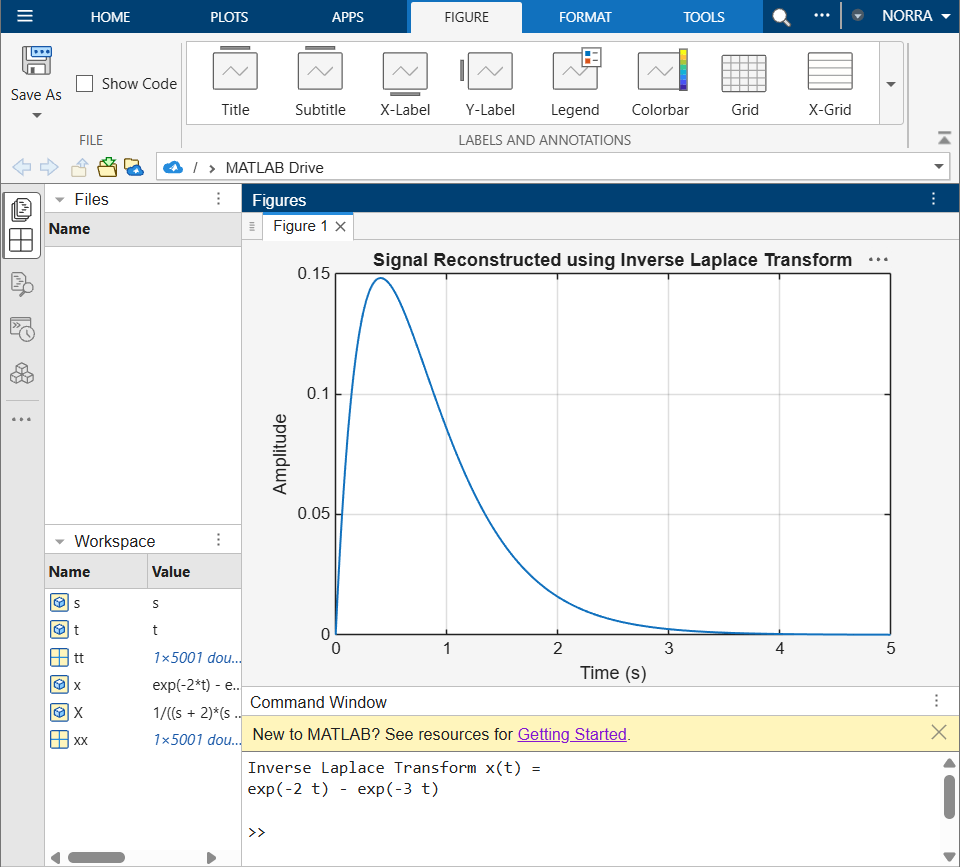 HOME PLOTS APPS FIGURE FORMAT TOOLS ... NORRA
Save As
Show Code
Title Subtitle X-Label Y-Label Legend Colorbar Grid X-Grid
FILE LABELS AND ANNOTATIONS
/ > MATLAB Drive
Files
Name
Figures
Figure 1
Signal Reconstructed using Inverse Laplace Transform
0.15
0.1
0.05
0
Amplitude
0 1 2 3 4 5
Time (s)
Workspace
Name Value
s s
t t
tt 1×5001 dou...
x exp(-2*t) - e...
X 1/((s + 2)*(s ...
xx 1×5001 dou...
Command Window
New to MATLAB? See resources for Getting Started.
Inverse Laplace Transform x(t) =
exp(-2 t) - exp(-3 t)
>>